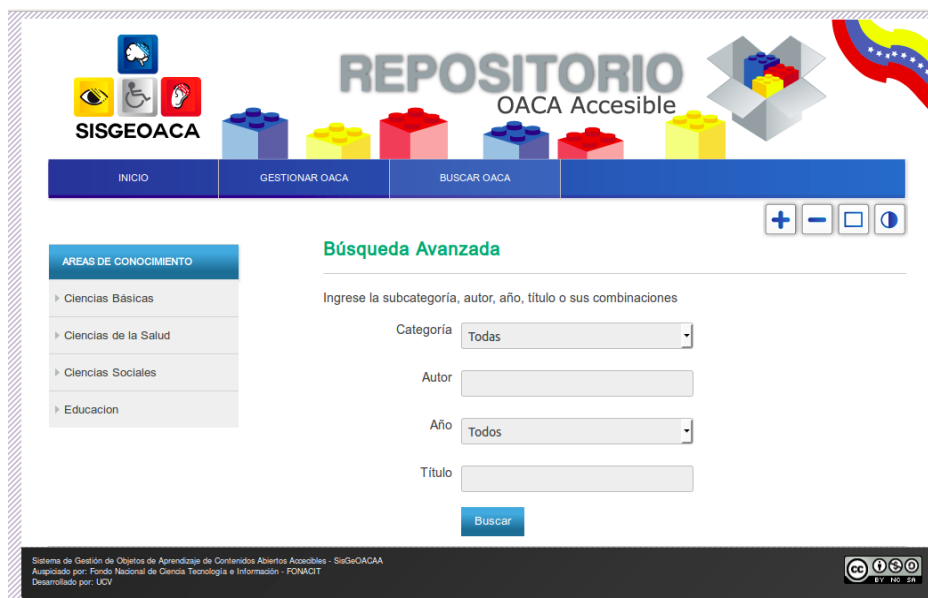 REPOSITORIO
OACA Accesible
SISGEOACA
INICIO
GESTIONAR OACA
BUSCAR OACA
AREAS DE CONOCIMIENTO
Ciencias Básicas
Ciencias de la Salud
Ciencias Sociales
Educacion
Búsqueda Avanzada
Ingrese la subcategoría, autor, año, título o sus combinaciones
Categoría
Todas
Autor
Año
Todos
Título
Buscar
Sistema de Gestión de Objetos de Aprendizaje de Contenidos Abiertos Accecibles - SisGeOACAA
Auspiciado por: Fondo Nacional de Ciencia Tecnología e Información - FONACIT
Desarrollado por: UCV
cc
BY NC SA